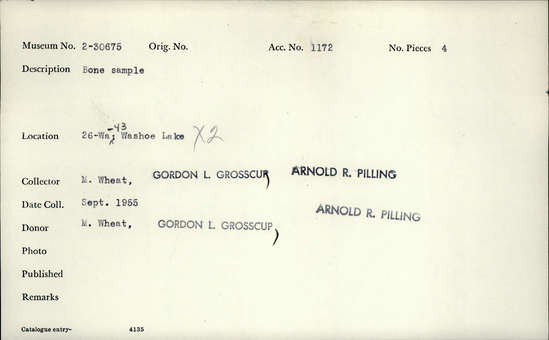 Museum No. 2-30675 Orig. No. Acc. No. 1172 No. Pieces 4
Description Bone sample
Location 26-Wa-43; Washoe Lake X2
Collector M. Wheat, GORDON L. GROSSCUP, ARNOLD R. PILLING
Date Coll. Sept. 1955
Donor M. Wheat, GORDON L. GROSSCUP, ARNOLD R. PILLING
Photo
Published
Remarks
Catalogue entry- 4135